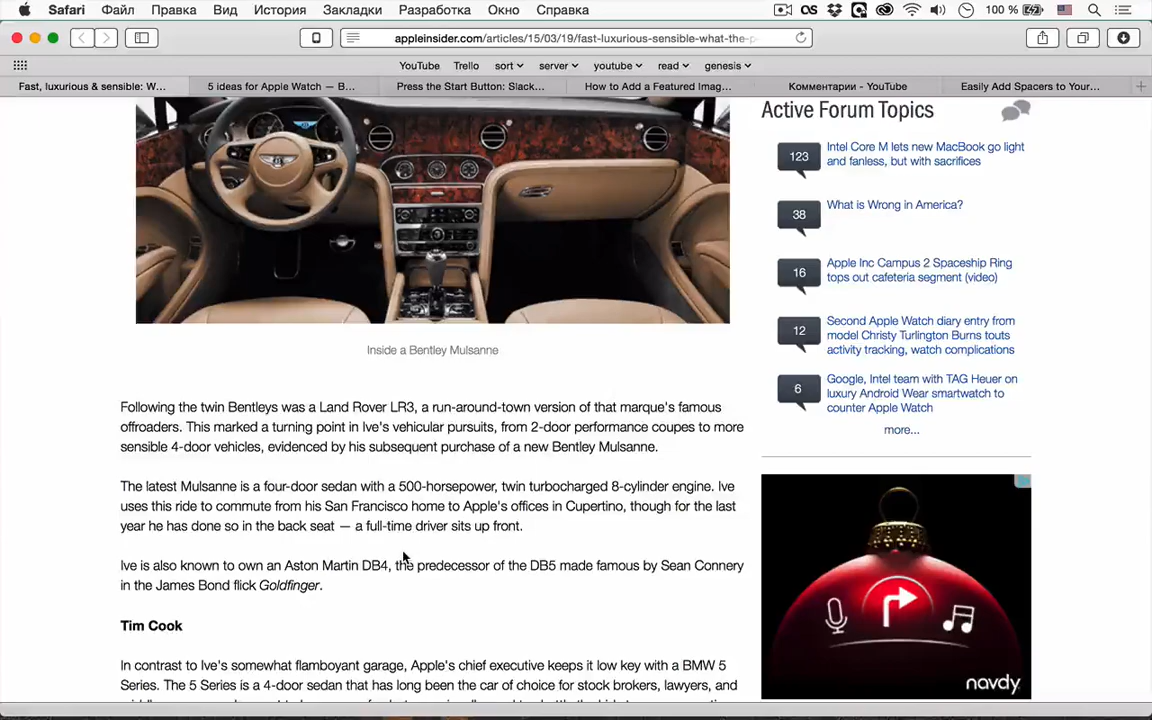 Safari Файл Правка Вид История Закладки Разработка Окно Справка 100 %
appleinsider.com/articles/15/03/19/fast-luxurious-sensible-what-the-p
YouTube Trello sort server youtube read genesis
Fast, luxurious & sensible: W... 5 ideas for Apple Watch — B... Press the Start Button: Slack... How to Add a Featured Imag... Комментарии - YouTube Easily Add Spacers to Your...
Inside a Bentley Mulsanne
Following the twin Bentleys was a Land Rover LR3, a run-around-town version of that marque's famous
offroaders. This marked a turning point in Ive's vehicular pursuits, from 2-door performance coupes to more
sensible 4-door vehicles, evidenced by his subsequent purchase of a new Bentley Mulsanne.
The latest Mulsanne is a four-door sedan with a 500-horsepower, twin turbocharged 8-cylinder engine. Ive
uses this ride to commute from his San Francisco home to Apple's offices in Cupertino, though for the last
year he has done so in the back seat — a full-time driver sits up front.
Ive is also known to own an Aston Martin DB4, the predecessor of the DB5 made famous by Sean Connery
in the James Bond flick Goldfinger.
Tim Cook
In contrast to Ive's somewhat flamboyant garage, Apple's chief executive keeps it low key with a BMW 5
Series. The 5 Series is a 4-door sedan that has long been the car of choice for stock brokers, lawyers, and
Active Forum Topics
123 Intel Core M lets new MacBook go light
and fanless, but with sacrifices
38 What is Wrong in America?
16 Apple Inc Campus 2 Spaceship Ring
tops out cafeteria segment (video)
12 Second Apple Watch diary entry from
model Christy Turlington Burns touts
activity tracking, watch complications
6 Google, Intel team with TAG Heuer on
luxury Android Wear smartwatch to
counter Apple Watch
more...
navdy